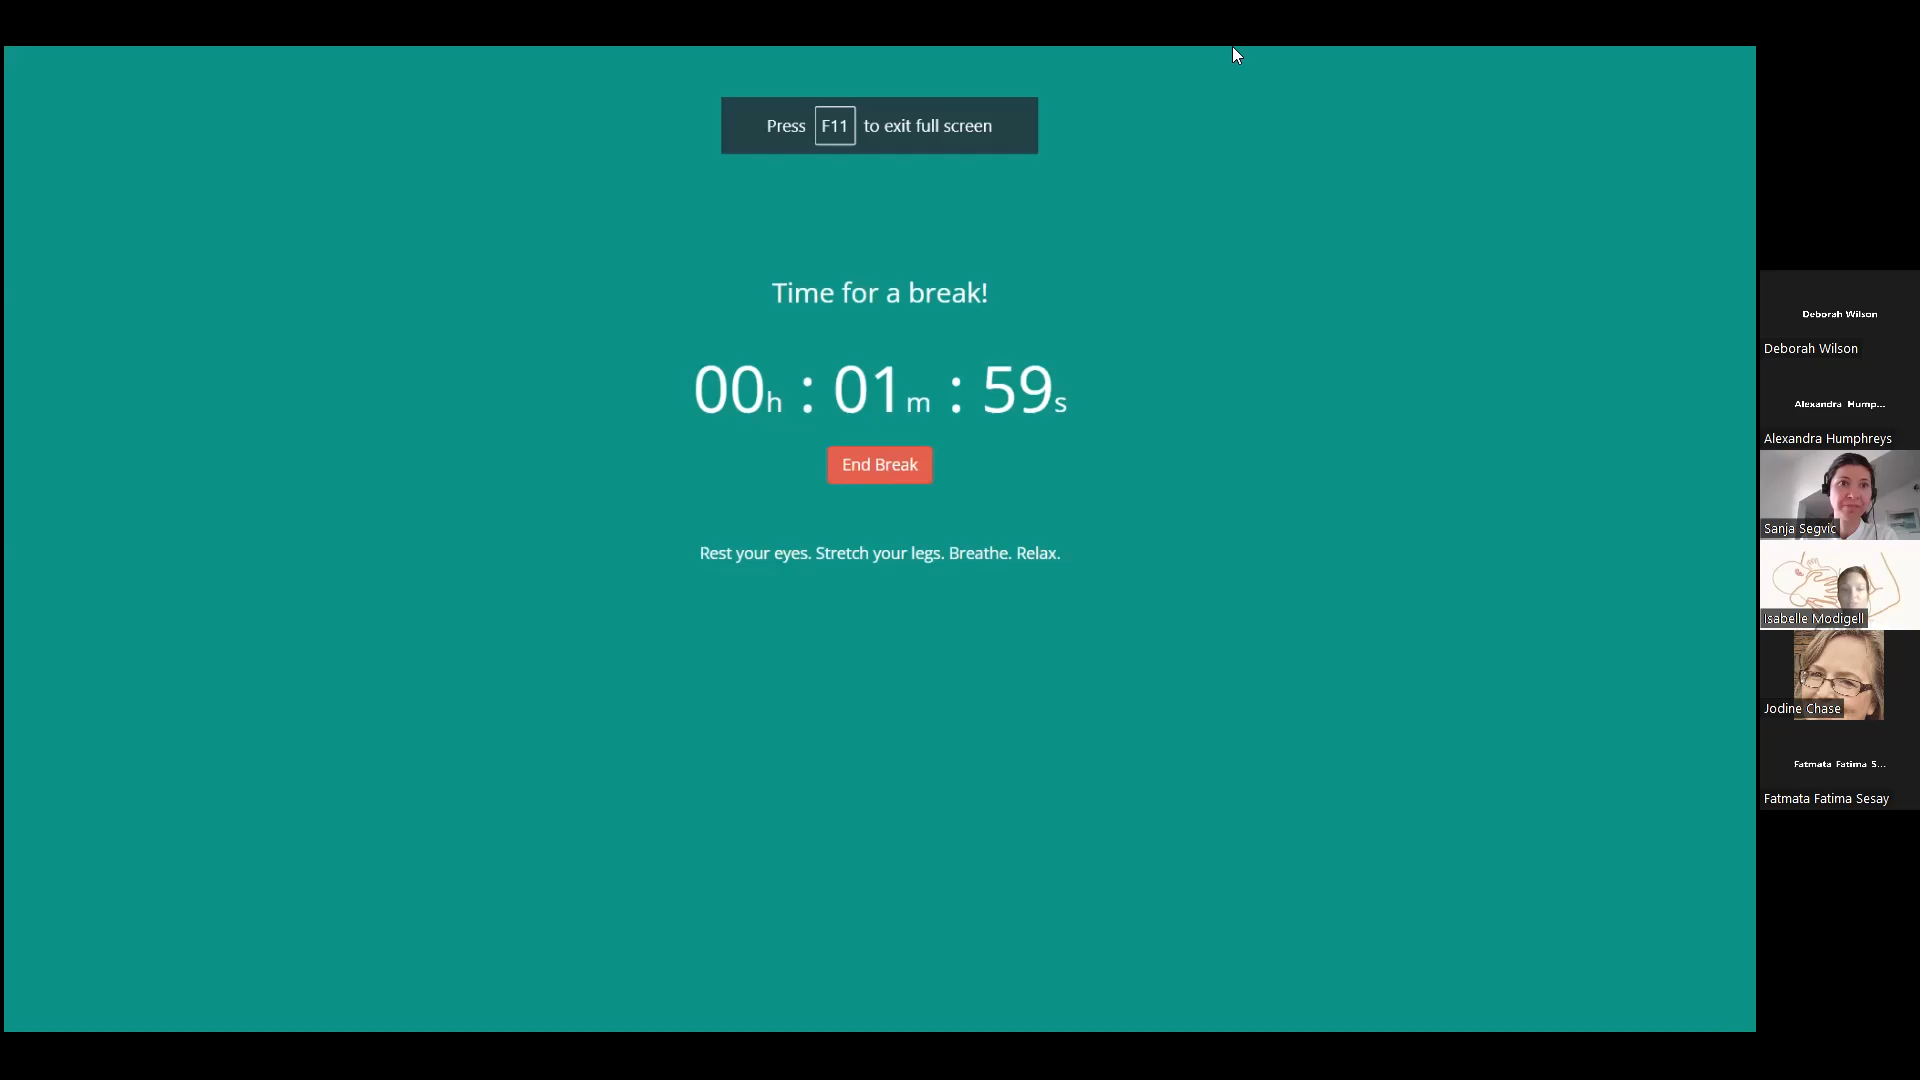 Press F11 to exit full screen
Time for a break!
00h : 01m : 59s
End Break
Rest your eyes. Stretch your legs. Breathe. Relax.
Deborah Wilson
Deborah Wilson
Alexandra Hump...
Alexandra Humphreys
Sanja Segvic
Isabelle Modigell
Jodine Chase
Fatmata Fatima S...
Fatmata Fatima Sesay